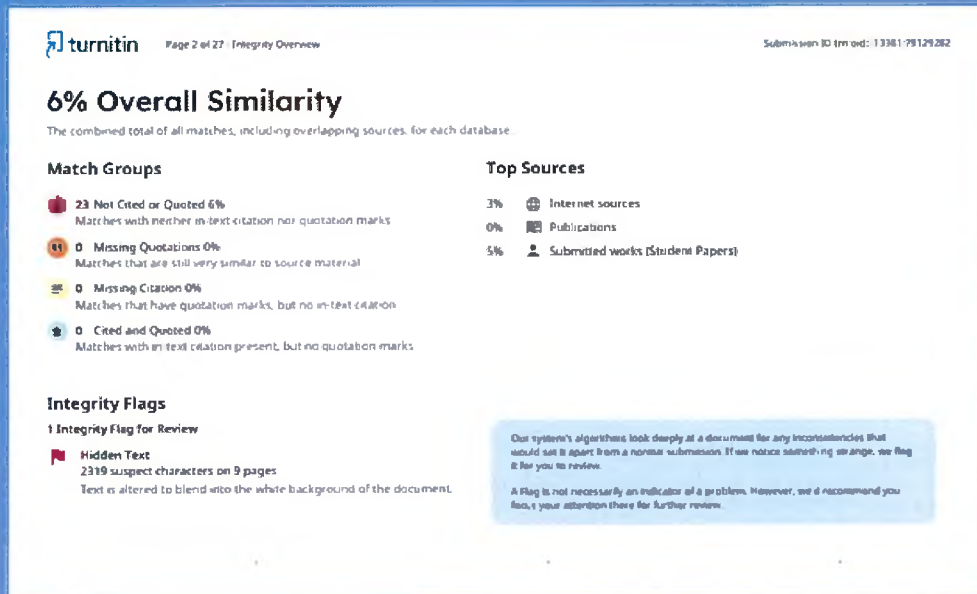 turnitin Page 2 of 27 - Integrity Overview
Submission ID trn:oid:::13381:79129282
6% Overall Similarity
The combined total of all matches, including overlapping sources, for each database.
Match Groups
23 Not Cited or Quoted 6%
Matches with neither in-text citation nor quotation marks
0 Missing Quotations 0%
Matches that are still very similar to source material
0 Missing Citation 0%
Matches that have quotation marks, but no in-text citation
0 Cited and Quoted 0%
Matches with in-text citation present, but no quotation marks
Top Sources
3% Internet sources
0% Publications
5% Submitted works (Student Papers)
Integrity Flags
1 Integrity Flag for Review
Hidden Text
2319 suspect characters on 9 pages
Text is altered to blend into the white background of the document.
Our system's algorithms look deeply at a document for any inconsistencies that
would set it apart from a normal submission. If we notice something strange, we flag
it for you to review.
A Flag is not necessarily an indicator of a problem. However, we'd recommend you
focus your attention there for further review.